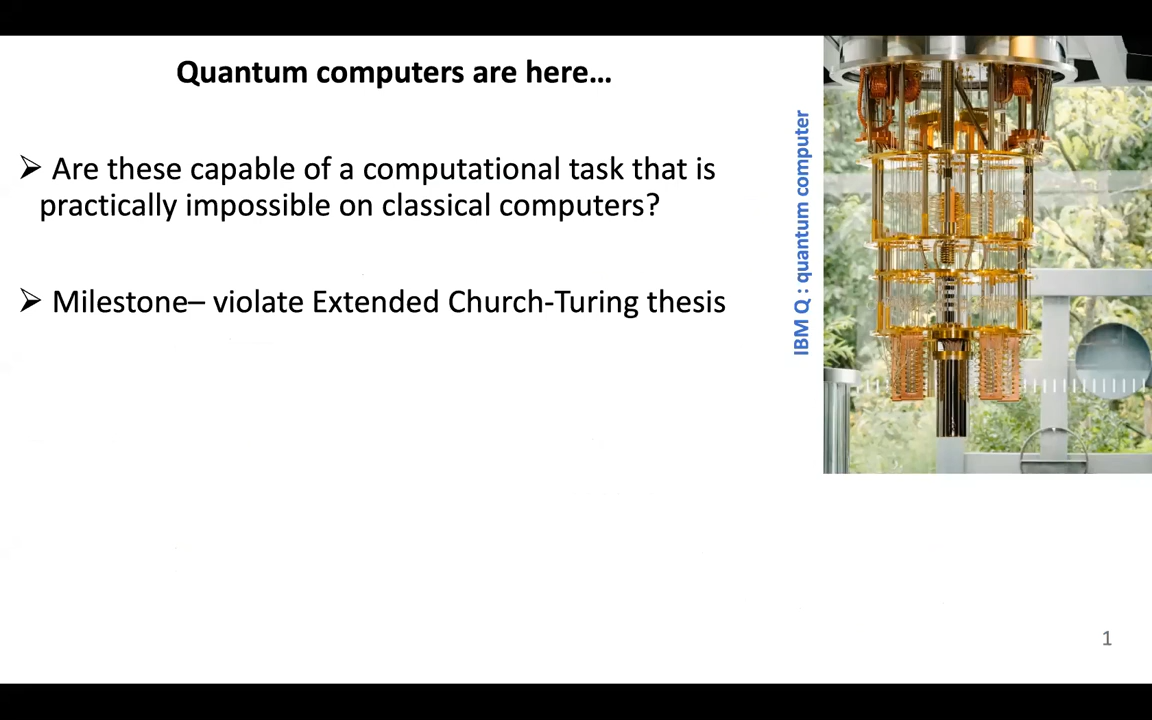 Quantum computers are here…
➢ Are these capable of a computational task that is
practically impossible on classical computers?
➢ Milestone– violate Extended Church-Turing thesis
IBM Q : quantum computer
1